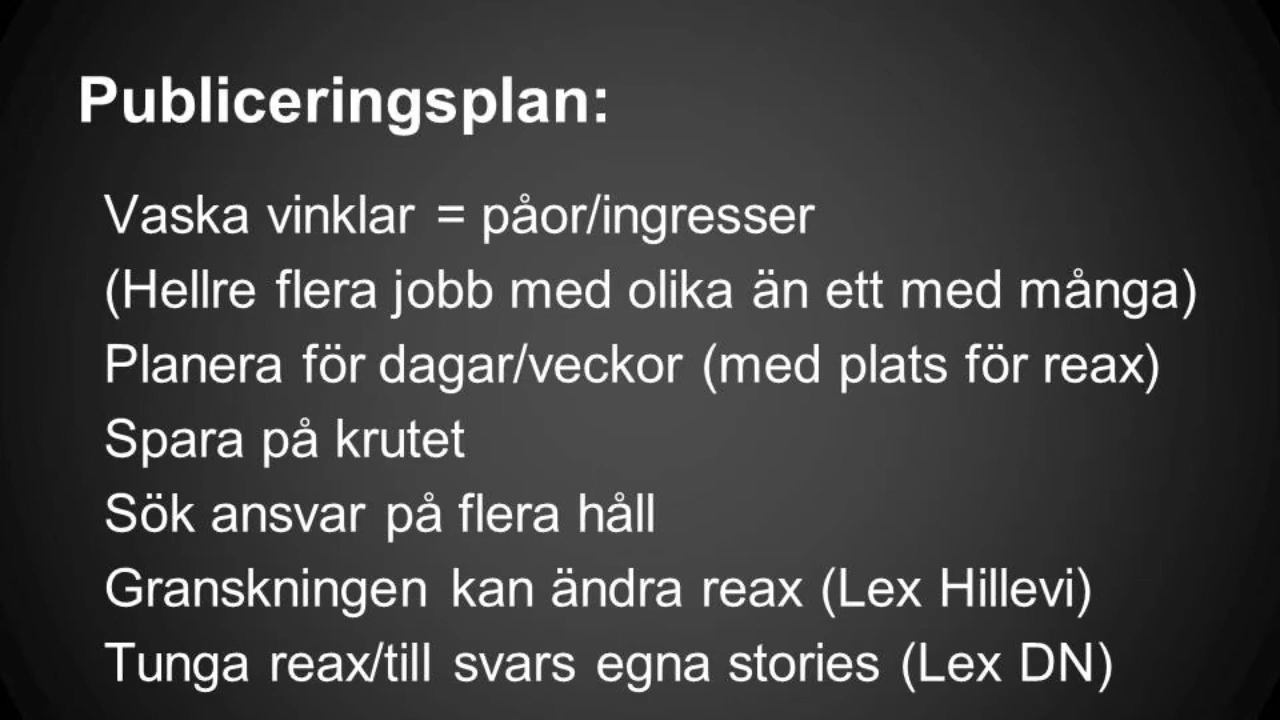 Publiceringsplan:
Vaska vinklar = påor/ingresser
(Hellre flera jobb med olika än ett med många)
Planera för dagar/veckor (med plats för reax)
Spara på krutet
Sök ansvar på flera håll
Granskningen kan ändra reax (Lex Hillevi)
Tunga reax/till svars egna stories (Lex DN)